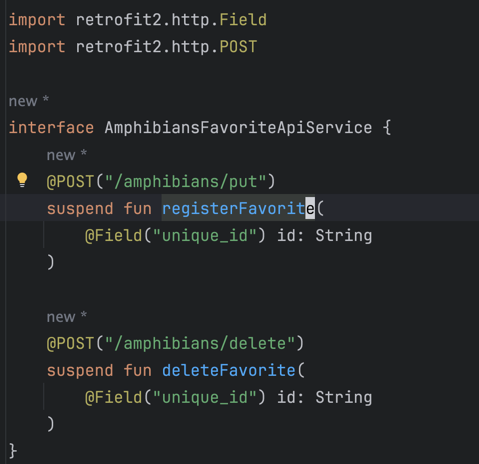 import retrofit2.http.Field
import retrofit2.http.POST
new *
interface AmphibiansFavoriteApiService {
new *
@POST("/amphibians/put")
suspend fun registerFavorite(
@Field("unique_id") id: String
)
new *
@POST("/amphibians/delete")
suspend fun deleteFavorite(
@Field("unique_id") id: String
)
}